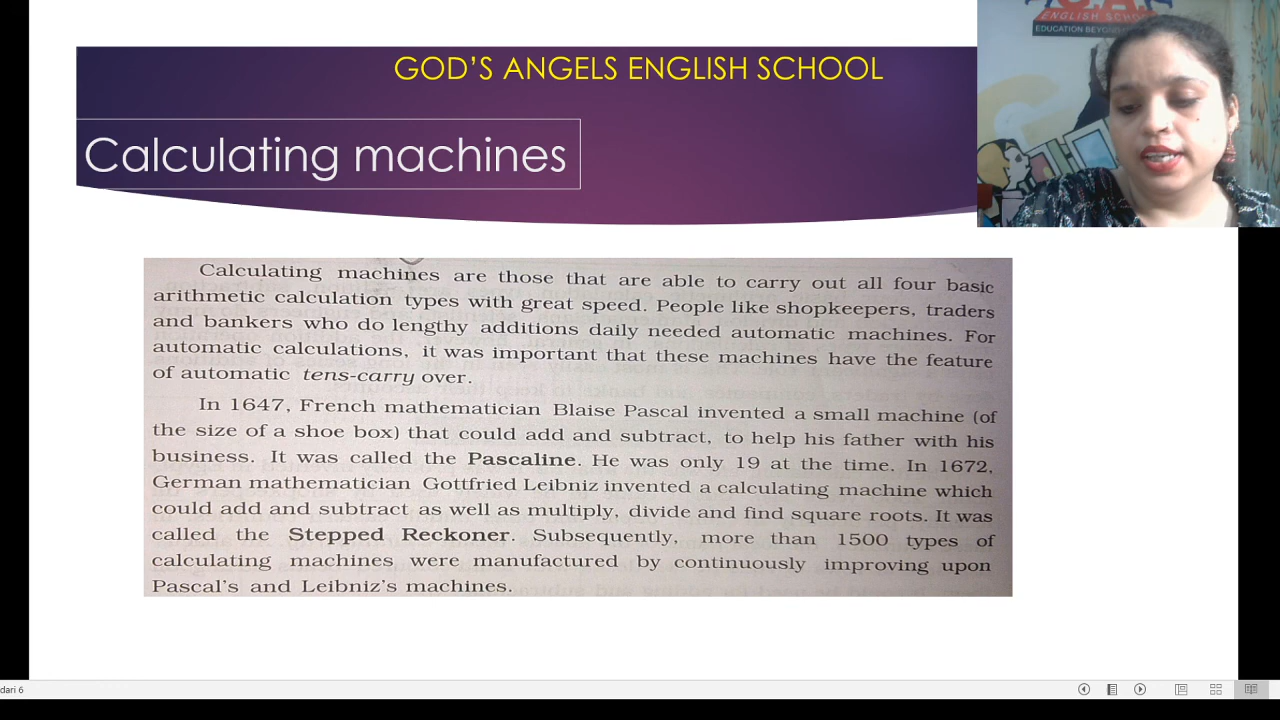 ENGLISH SCHO
EDUCATION BEYOND
GOD'S ANGELS ENGLISH SCHOOL
Calculating machines
Calculating machines are those that are able to carry out all four basic
arithmetic calculation types with great speed. People like shopkeepers, traders
and bankers who do lengthy additions daily needed automatic machines. For
automatic calculations, it was important that these machines have the feature
of automatic tens-carry over.
In 1647, French mathematician Blaise Pascal invented a small machine (of
the size of a shoe box) that could add and subtract, to help his father with his
business. It was called the Pascaline. He was only 19 at the time. In 1672,
German mathematician Gottfried Leibniz invented a calculating machine which
could add and subtract as well as multiply, divide and find square roots. It was
called the Stepped Reckoner. Subsequently, more than 1500 types of
calculating machines were manufactured by continuously improving upon
Pascal's and Leibniz's machines.
dari 6